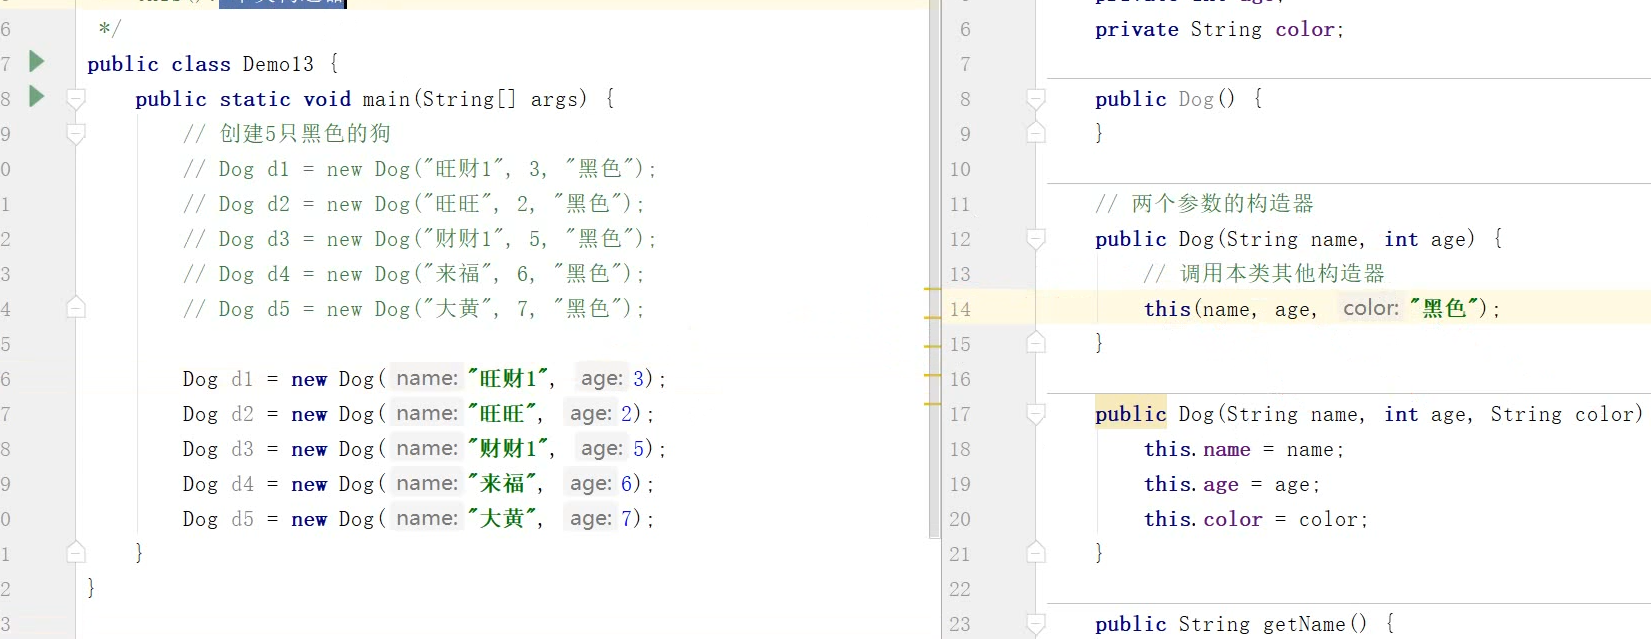 6 */
7 public class Demo13 {
8 public static void main(String[] args) {
9 // 创建5只黑色的狗
0 // Dog d1 = new Dog("旺财1", 3, "黑色");
1 // Dog d2 = new Dog("旺旺", 2, "黑色");
2 // Dog d3 = new Dog("财财1", 5, "黑色");
3 // Dog d4 = new Dog("来福", 6, "黑色");
4 // Dog d5 = new Dog("大黄", 7, "黑色");
5
6 Dog d1 = new Dog( name: "旺财1", age: 3);
7 Dog d2 = new Dog( name: "旺旺", age: 2);
8 Dog d3 = new Dog( name: "财财1", age: 5);
9 Dog d4 = new Dog( name: "来福", age: 6);
0 Dog d5 = new Dog( name: "大黄", age: 7);
1 }
2 }
3
6 private String color;
7
8 public Dog() {
9 }
10
11 // 两个参数的构造器
12 public Dog(String name, int age) {
13 // 调用本类其他构造器
14 this(name, age, color: "黑色");
15 }
16
17 public Dog(String name, int age, String color)
18 this.name = name;
19 this.age = age;
20 this.color = color;
21 }
22
23 public String getName() {